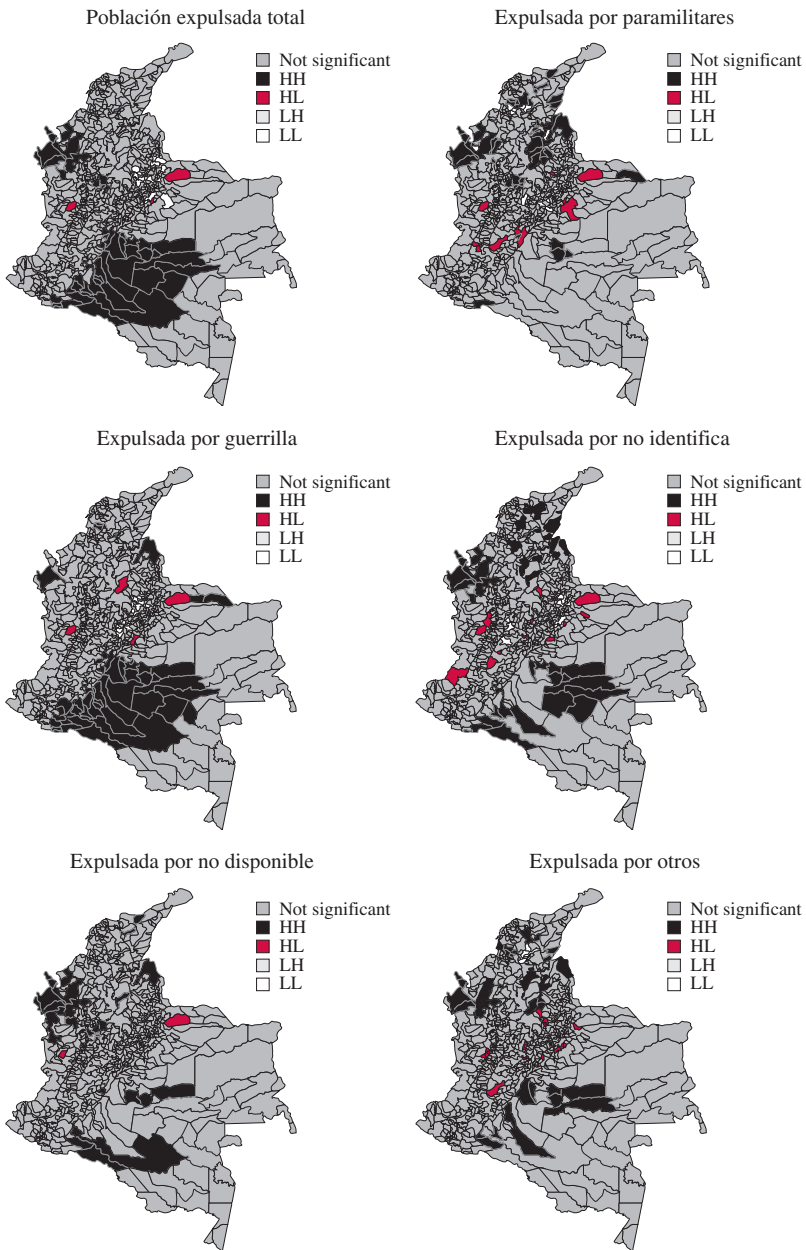 Población expulsada total
Not significant
HH
HL
LH
LL
Expulsada por paramilitares
Not significant
HH
HL
LH
LL
Expulsada por guerrilla
Not significant
HH
HL
LH
LL
Expulsada por no identifica
Not significant
HH
HL
LH
LL
Expulsada por no disponible
Not significant
HH
HL
LH
LL
Expulsada por otros
Not significant
HH
HL
LH
LL